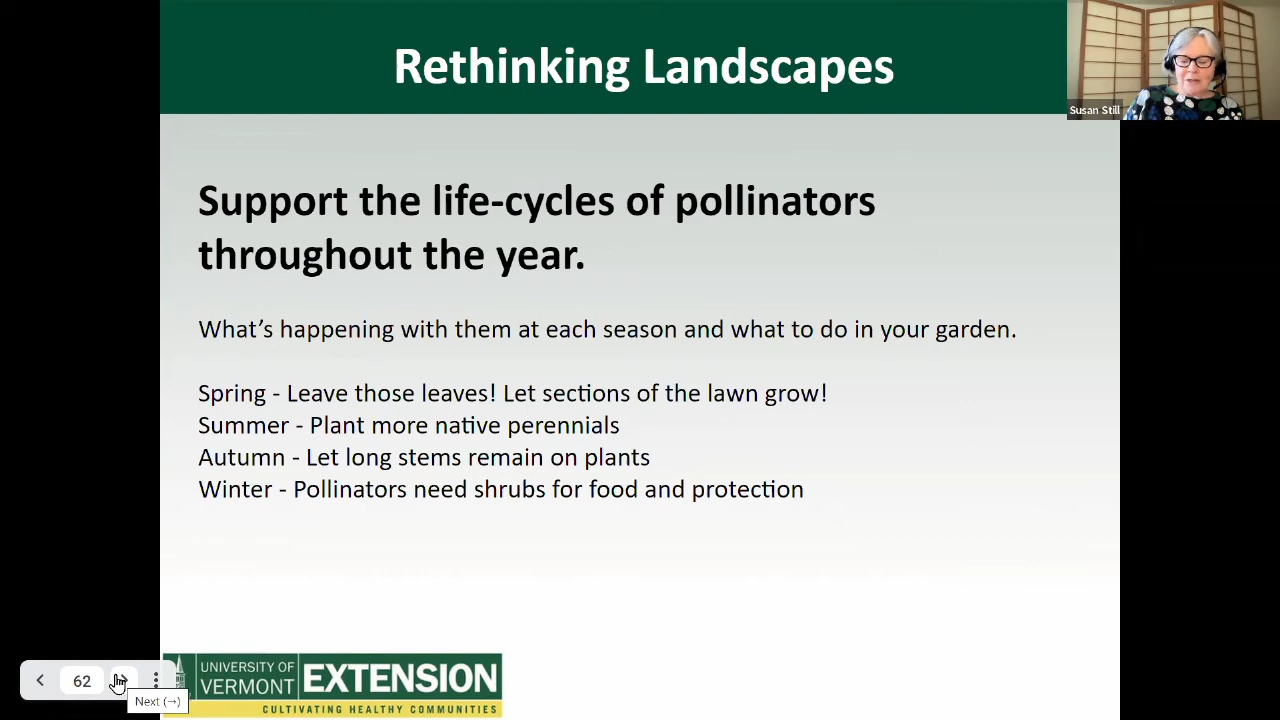 Rethinking Landscapes
Susan Still
Support the life-cycles of pollinators
throughout the year.
What's happening with them at each season and what to do in your garden.
Spring - Leave those leaves! Let sections of the lawn grow!
Summer - Plant more native perennials
Autumn - Let long stems remain on plants
Winter - Pollinators need shrubs for food and protection
UNIVERSITY OF
VERMONT
EXTENSION
CULTIVATING HEALTHY COMMUNITIES
62
Next (→)